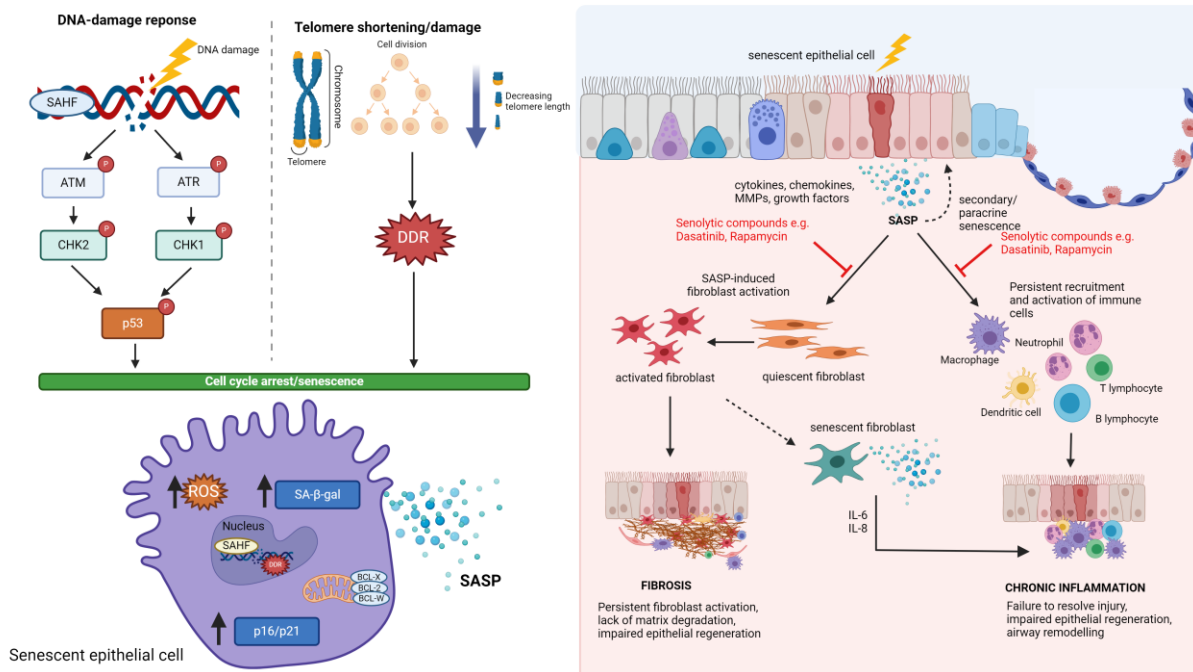 DNA-damage reponse
DNA damage
SAHF
P
P
ATM
ATR
P
P
CHK2
CHK1
P
p53
Telomere shortening/damage
Cell division
Chromosome
Telomere
Decreasing
telomere length
DDR
Cell cycle arrest/senescence
ROS
SA-β-gal
Nucleus
SAHF
DDR
BCL-X
BCL-2
BCL-W
p16/p21
SASP
Senescent epithelial cell
senescent epithelial cell
cytokines, chemokines,
MMPs, growth factors
SASP
secondary/
paracrine
senescence
Senolytic compounds e.g.
Dasatinib, Rapamycin
Senolytic compounds e.g.
Dasatinib, Rapamycin
SASP-induced
fibroblast activation
activated fibroblast
quiescent fibroblast
Persistent recruitment
and activation of immune
cells
Macrophage
Neutrophil
T lymphocyte
Dendritic cell
B lymphocyte
senescent fibroblast
IL-6
IL-8
FIBROSIS
Persistent fibroblast activation,
lack of matrix degradation,
impaired epithelial regeneration
CHRONIC INFLAMMATION
Failure to resolve injury,
impaired epithelial regeneration,
airway remodelling